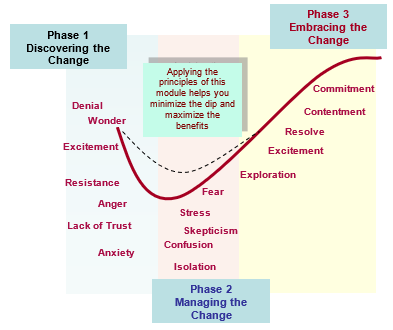 Phase 1
Discovering the
Change
Phase 3
Embracing the
Change
Applying the
principles of this
module helps you
minimize the dip and
maximize the
benefits
Denial
Wonder
Excitement
Resistance
Anger
Lack of Trust
Anxiety
Fear
Stress
Skepticism
Confusion
Isolation
Commitment
Contentment
Resolve
Excitement
Exploration
Phase 2
Managing the
Change